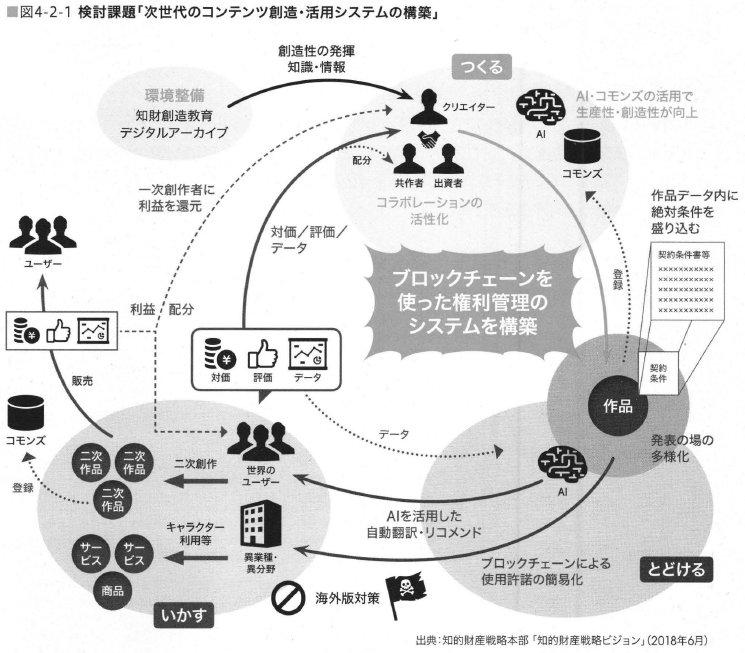 ■図4-2-1 検討課題「次世代のコンテンツ創造・活用システムの構築」
創造性の発揮
知識・情報
つくる
環境整備
知財創造教育
デジタルアーカイブ
クリエイター
AI
AI・コモンズの活用で
生産性・創造性が向上
コモンズ
配分
共作者
出資者
コラボレーションの
活性化
一次創作者に
利益を還元
対価／評価／
データ
作品データ内に
絶対条件を
盛り込む
契約条件書等
××××××××××
××××××××××
××××××××××
××××××××××
××××××××××
登録
ユーザー
ブロックチェーンを
使った権利管理の
システムを構築
利益
配分
対価
評価
データ
契約
条件
作品
発表の場の
多様化
販売
コモンズ
登録
データ
二次
作品
二次
作品
二次
作品
二次創作
世界の
ユーザー
AI
AIを活用した
自動翻訳・リコメンド
キャラクター
利用等
サー
ビス
サー
ビス
商品
異業種・
異分野
ブロックチェーンによる
使用許諾の簡易化
とどける
いかす
海外版対策
出典：知的財産戦略本部「知的財産戦略ビジョン」（2018年6月）